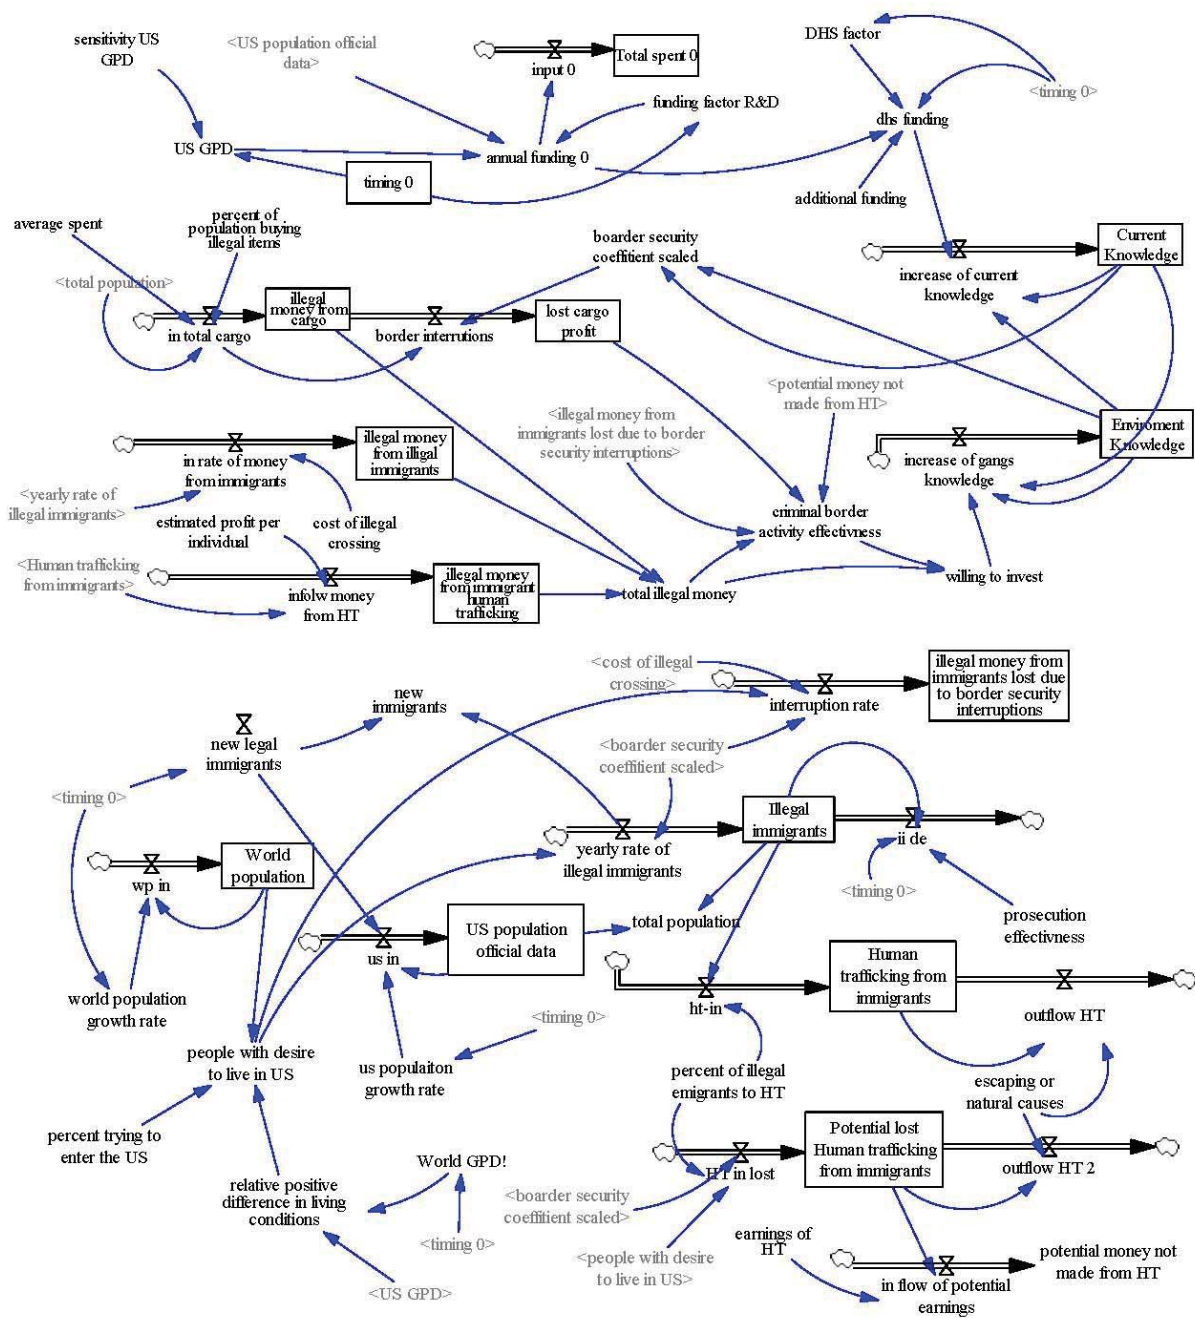 sensitivity US
GPD
<US population official
data>
input 0
Total spent 0
DHS factor
<timing 0>
funding factor R&D
dhs funding
US GPD
annual funding 0
timing 0
additional funding
average spent
percent of
population buying
illegal items
boarder security
coeffitient scaled
Current
Knowledge
increase of current
knowledge
<total population>
illegal
money from
cargo
lost cargo
profit
in total cargo
border interrutions
<potential money not
made from HT>
<illegal money from
immigrants lost due to border
security interruptions>
Enviroment
Knowledge
illegal money
from illigal
immigrants
in rate of money
from immigrants
increase of gangs
knowledge
<yearly rate of
illegal immigrants>
estimated profit per
individual
cost of illegal
crossing
criminal border
activity effectivness
<Human trafficking
from immigrants>
infolw money
from HT
illegal money
from immigrant
human
trafficking
total illegal money
willing to invest
<cost of illegal
crossing>
illegal money from
immigrants lost due
to border security
interruptions
interruption rate
new
immigrants
new legal
immigrants
<boarder security
coeffitient scaled>
<timing 0>
Illegal
immigrants
ii de
yearly rate of
illegal immigrants
World
population
wp in
<timing 0>
total population
prosecution
effectivness
US population
official data
us in
Human
trafficking from
immigrants
world population
growth rate
ht-in
outflow HT
<timing 0>
people with desire
to live in US
us populaiton
growth rate
percent of illegal
emigrants to HT
escaping or
natural causes
percent trying to
enter the US
Potential lost
Human trafficking
from immigrants
World GPD!
HT in lost
outflow HT 2
relative positive
difference in living
conditions
<boarder security
coeffitient scaled>
<timing 0>
earnings of
HT
<people with desire
to live in US>
potential money not
made from HT
<US GPD>
in flow of potential
earnings